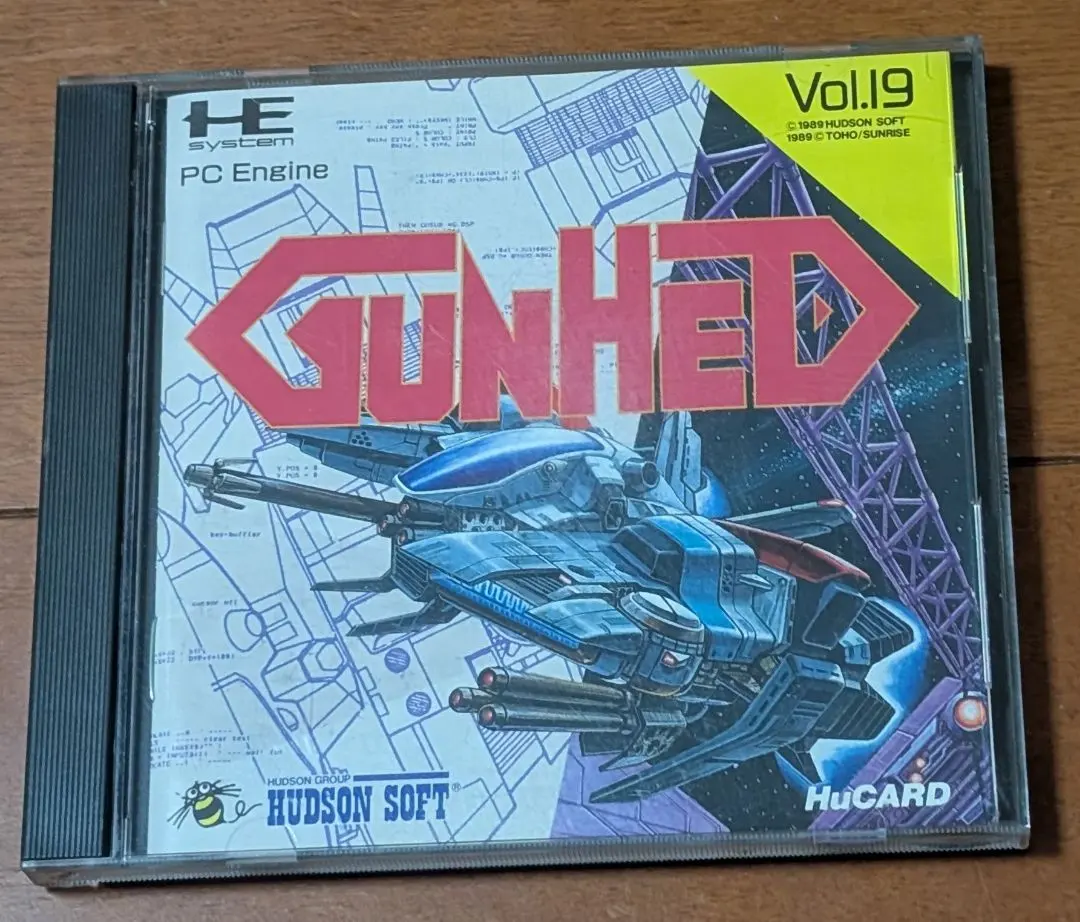 HE
system
PC Engine
Vol.19
©1989 HUDSON SOFT
1989 © TOHO/SUNRISE
GUNHED
HUDSON GROUP
HUDSON SOFT®
HuCARD